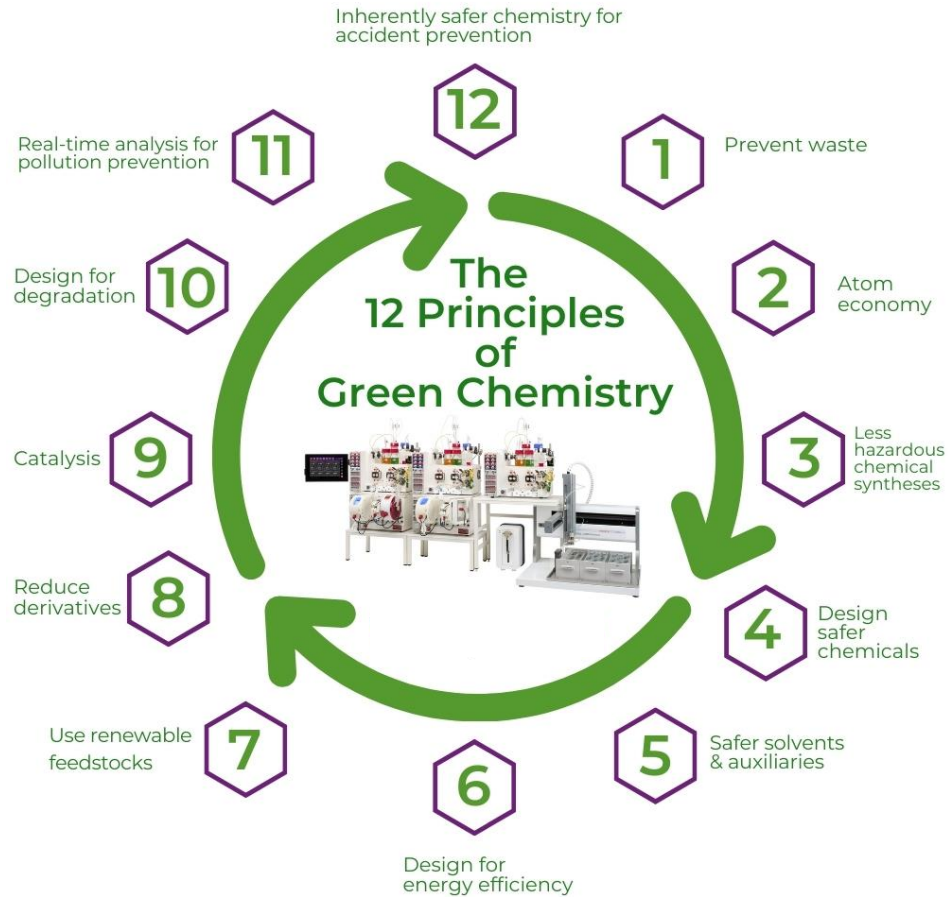 The
12 Principles
of
Green Chemistry
1
Prevent waste
2
Atom
economy
3
Less
hazardous
chemical
syntheses
4
Design
safer
chemicals
5
Safer solvents
& auxiliaries
6
Design for
energy efficiency
7
Use renewable
feedstocks
8
Reduce
derivatives
9
Catalysis
10
Design for
degradation
11
Real-time analysis for
pollution prevention
12
Inherently safer chemistry for
accident prevention